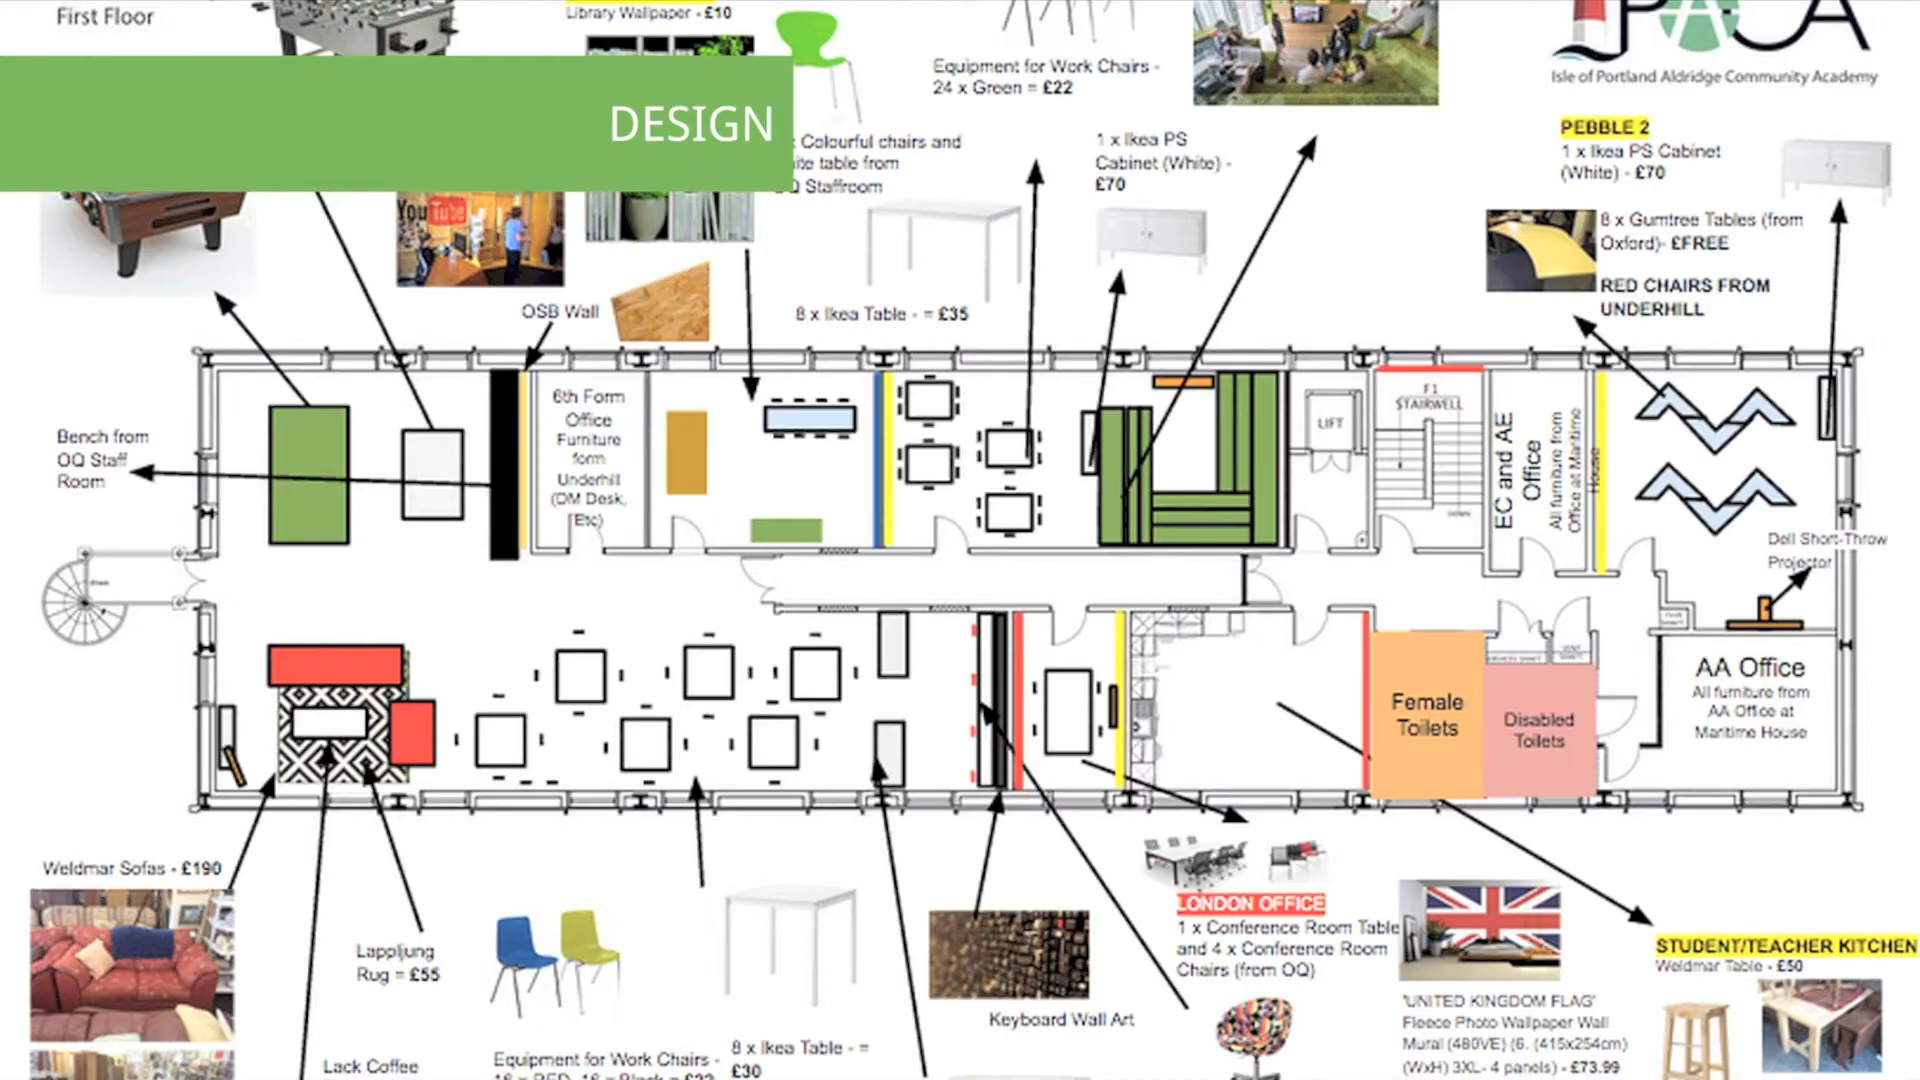 First Floor
Library Wallpaper - £10
Equipment for Work Chairs -
24 x Green = £22
Isle of Portland Aldridge Community Academy
DESIGN
Colourful chairs and
table from
Staffroom
1 x Ikea PS
Cabinet (White) -
£70
PEBBLE 2
1 x Ikea PS Cabinet
(White) - £70
You Tube
8 x Gumtree Tables (from
Oxford)- £FREE
RED CHAIRS FROM
UNDERHILL
OSB Wall
8 x Ikea Table - = £35
Bench from
OQ Staff
Room
6th Form
Office
Furniture
form
Underhill
(DM Desk,
Etc)
LIFT
F1
STAIRWELL
DOWN
EC and AE
Office
All furniture from
Office at Maritime
House
Dell Short-Throw
Projector
Female
Toilets
Disabled
Toilets
AA Office
All furniture from
AA Office at
Maritime House
Weldmar Sofas - £190
Lappljung
Rug = £55
Lack Coffee
Equipment for Work Chairs -
8 x Ikea Table - =
£30
Keyboard Wall Art
LONDON OFFICE
1 x Conference Room Table
and 4 x Conference Room
Chairs (from OQ)
'UNITED KINGDOM FLAG'
Fleece Photo Wallpaper Wall
Mural (480VE) (6. (415x254cm)
(WxH) 3XL- 4 panels) - £73.99
STUDENT/TEACHER KITCHEN
Weldmar Table - £50